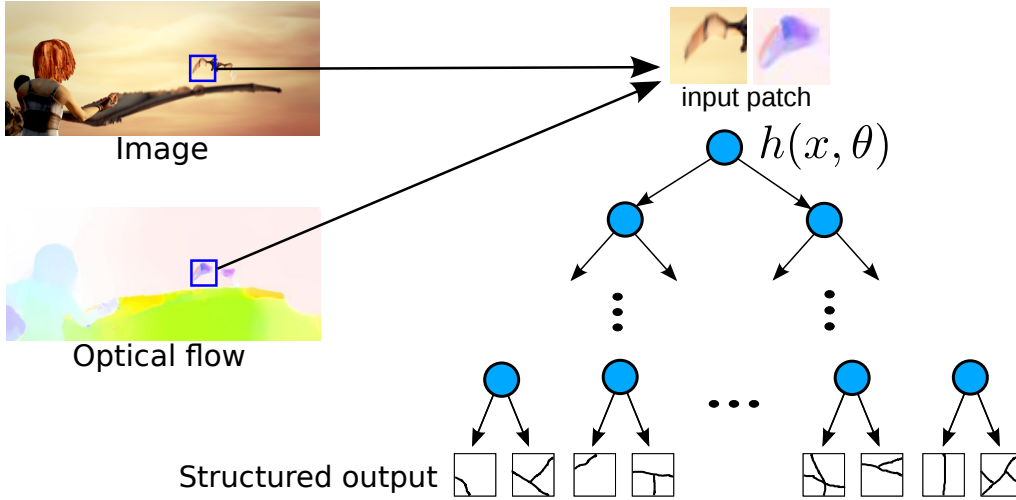 Image
input patch
h(x, θ)
Optical flow
Structured output